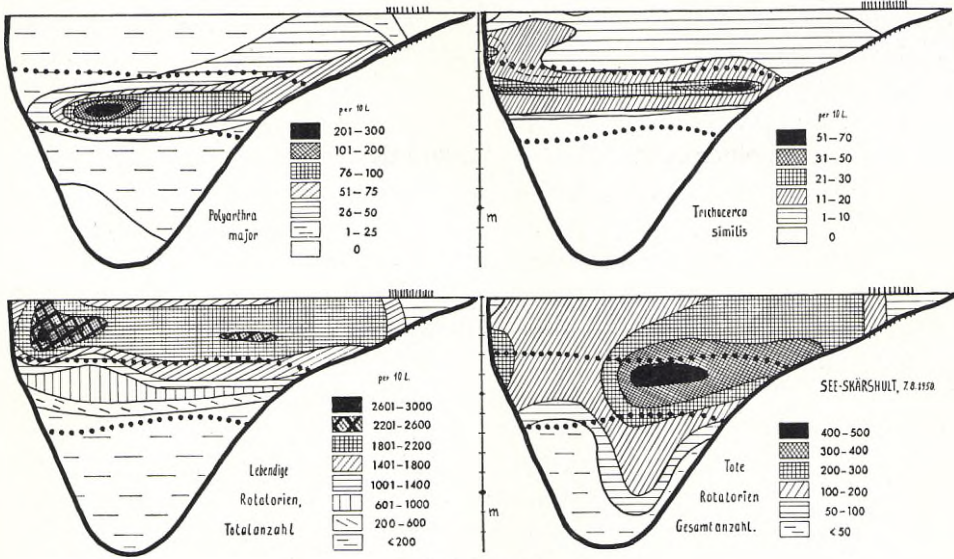 per 10 L.
201–300
101–200
76–100
51–75
26–50
1–25
0
Polyarthra
major
m
per 10 L.
51–70
31–50
21–30
11–20
1–10
0
Trichocerca
similis
per 10 L.
2601–3000
2201–2600
1801–2200
1401–1800
1001–1400
601–1000
200–600
<200
Lebendige
Rotatorien,
Totalanzahl
m
SEE-SKÄRSHULT, 7.8.1950.
400–500
300–400
200–300
100–200
50–100
<50
Tote
Rotatorien
Gesamtanzahl.